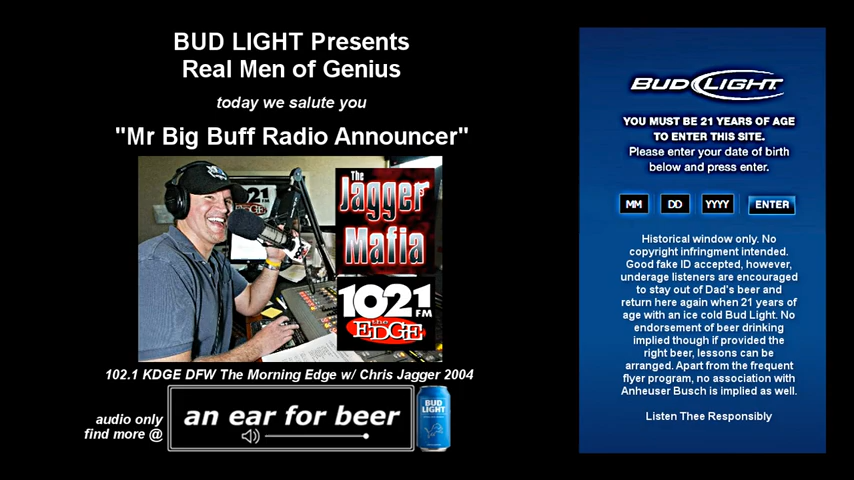 BUD LIGHT Presents
Real Men of Genius
today we salute you
"Mr Big Buff Radio Announcer"
The
Jagger
Mafia
1021 FM
the
EDGE
21 FM
EDGE
102.1 KDGE DFW The Morning Edge w/ Chris Jagger 2004
audio only
find more @
an ear for beer
BUD
LIGHT
BUD LIGHT
YOU MUST BE 21 YEARS OF AGE
TO ENTER THIS SITE.
Please enter your date of birth
below and press enter.
MM DD YYYY ENTER
Historical window only. No
copyright infringment intended.
Good fake ID accepted, however,
underage listeners are encouraged
to stay out of Dad's beer and
return here again when 21 years of
age with an ice cold Bud Light. No
endorsement of beer drinking
implied though if provided the
right beer, lessons can be
arranged. Apart from the frequent
flyer program, no association with
Anheuser Busch is implied as well.
Listen Thee Responsibly